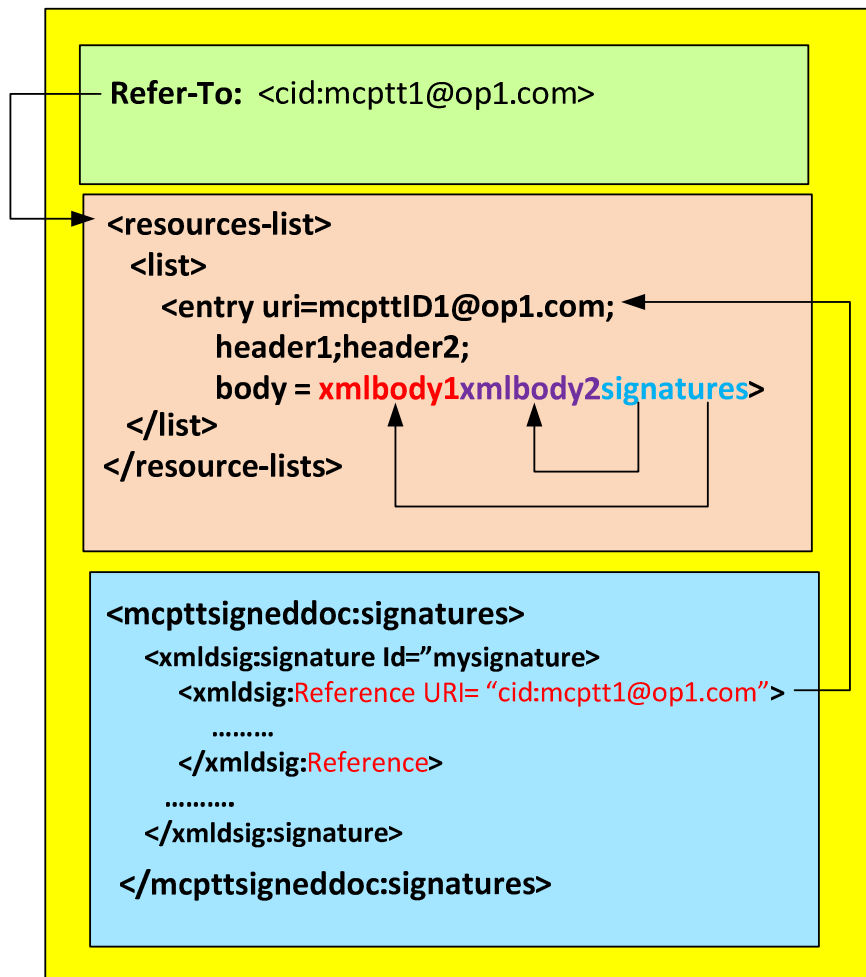 Refer-To: <cid:mcptt1@op1.com>
<resources-list>
<list>
<entry uri=mcpttID1@op1.com;
header1;header2;
body = xmlbody1xmlbody2signatures>
</list>
</resource-lists>
<mcpttsigneddoc:signatures>
<xmldsig:signature Id=”mysignature>
<xmldsig:Reference URI= “cid:mcptt1@op1.com”>
………
</xmldsig:Reference>
……….
</xmldsig:signature>
</mcpttsigneddoc:signatures>